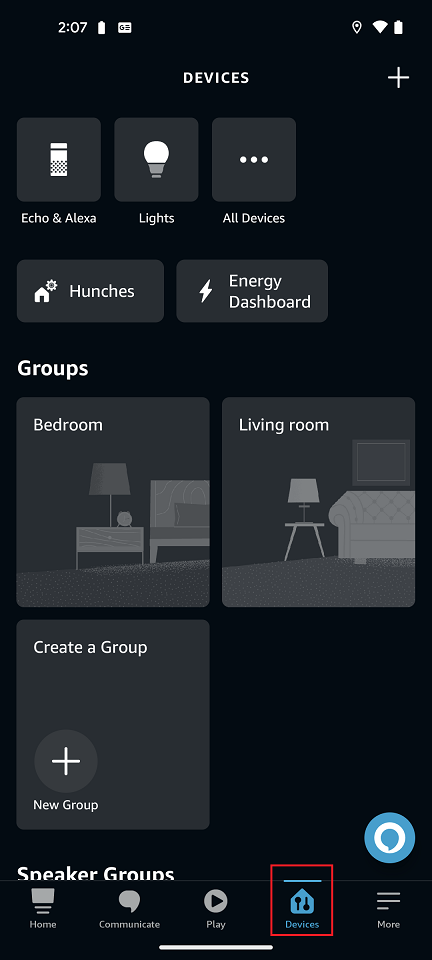 2:07
DEVICES
Echo & Alexa
Lights
All Devices
Hunches
Energy
Dashboard
Groups
Bedroom
Living room
Create a Group
New Group
Speaker Groups
Home
Communicate
Play
Devices
More